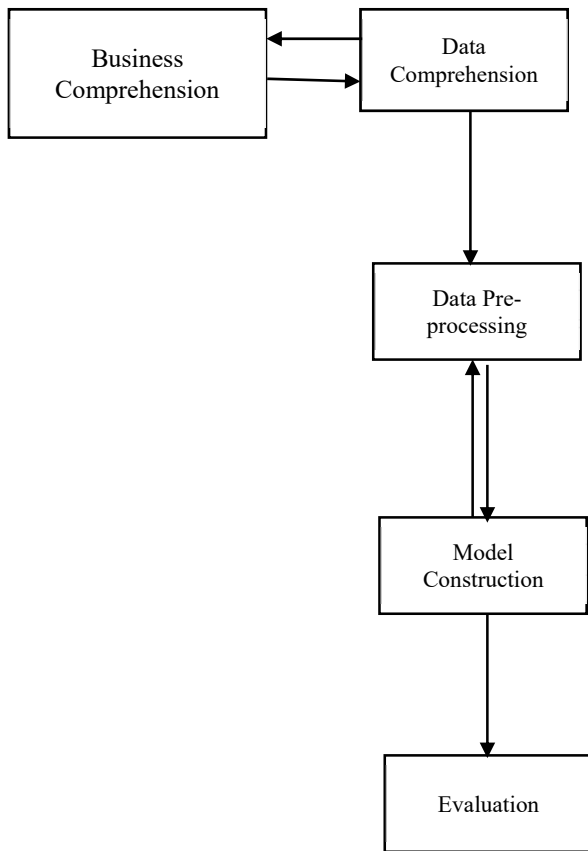 Business
Comprehension
Data
Comprehension
Data Pre-
processing
Model
Construction
Evaluation